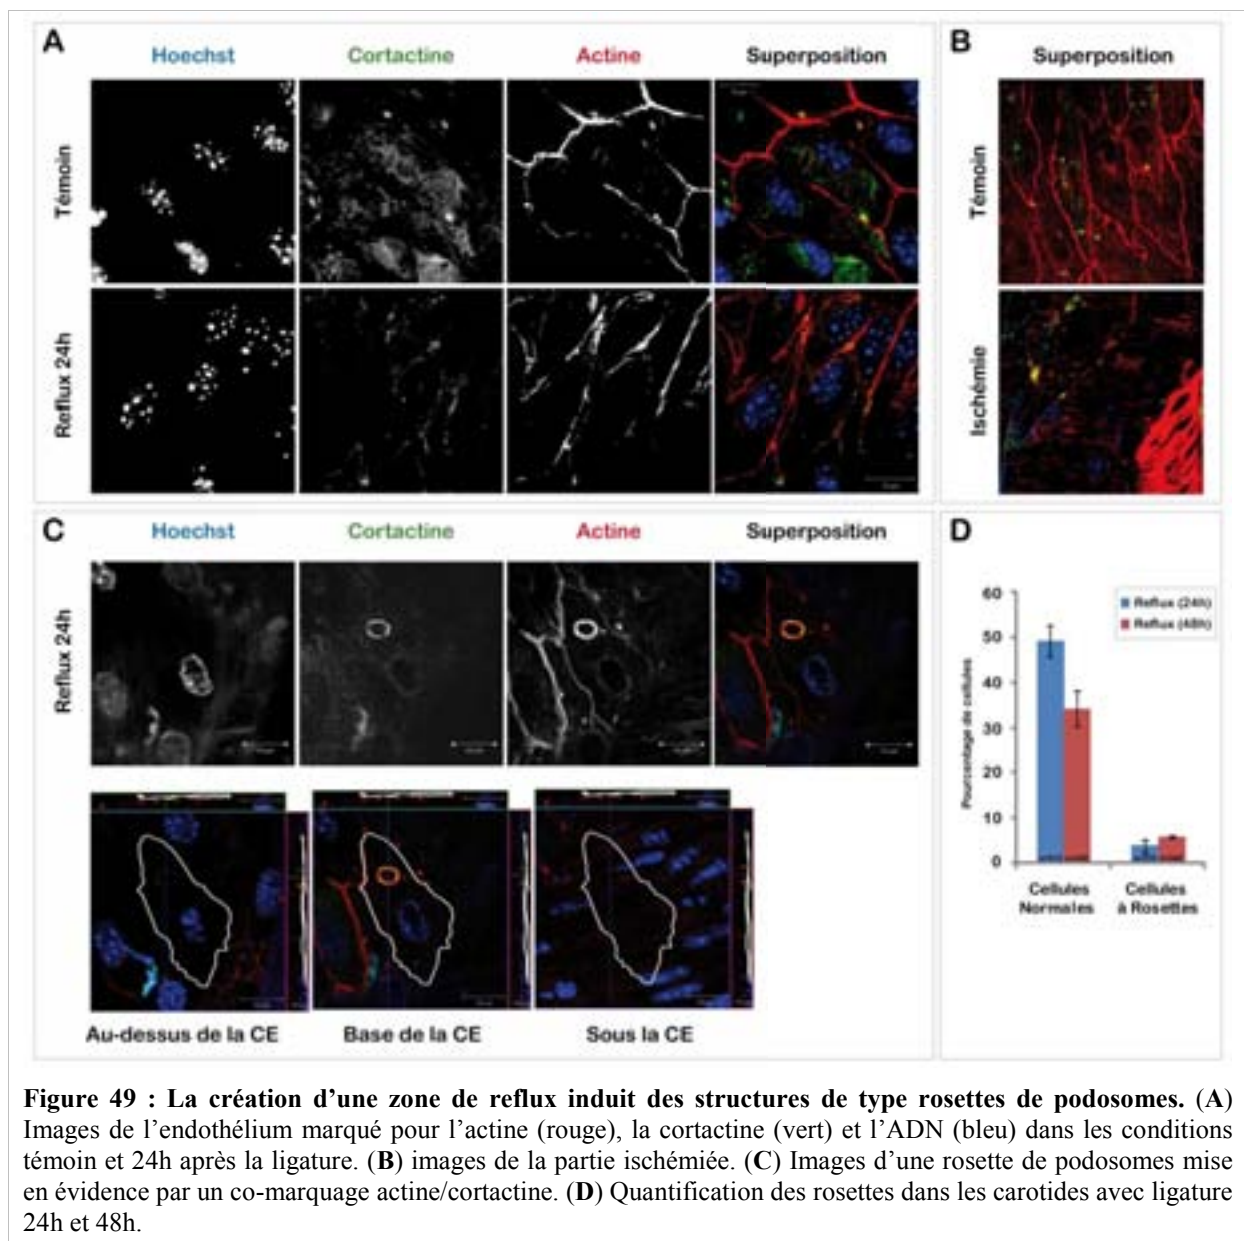 A
Hoechst Cortactine Actine Superposition
Témoin
Reflux 24h
B
Superposition
Témoin
Ischémie
C
Hoechst Cortactine Actine Superposition
Reflux 24h
Au-dessus de la CE Base de la CE Sous la CE
D
Reflux (24h)
Reflux (48h)
Pourcentage de cellules
60
50
40
30
20
10
0
Cellules Cellules
Normales à Rosettes
Figure 49 : La création d’une zone de reflux induit des structures de type rosettes de podosomes. (A)
Images de l’endothélium marqué pour l’actine (rouge), la cortactine (vert) et l’ADN (bleu) dans les conditions
témoin et 24h après la ligature. (B) images de la partie ischémiée. (C) Images d’une rosette de podosomes mise
en évidence par un co-marquage actine/cortactine. (D) Quantification des rosettes dans les carotides avec ligature
24h et 48h.